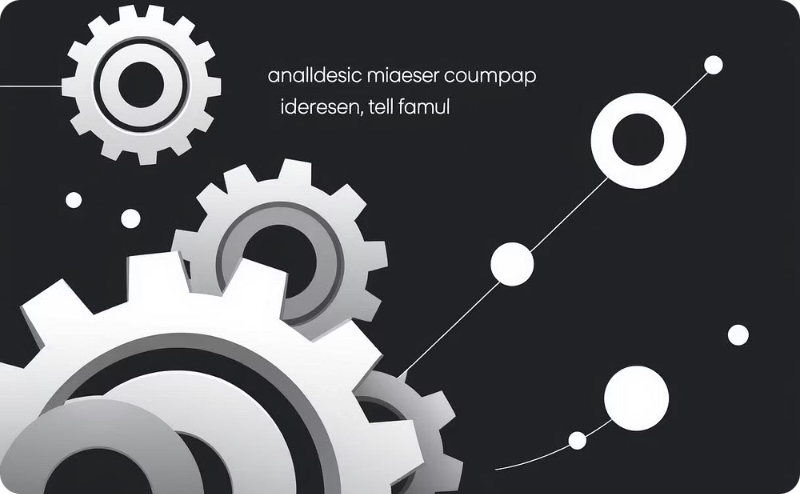 analldesic miaeser coumpap
ideresen, tell famul